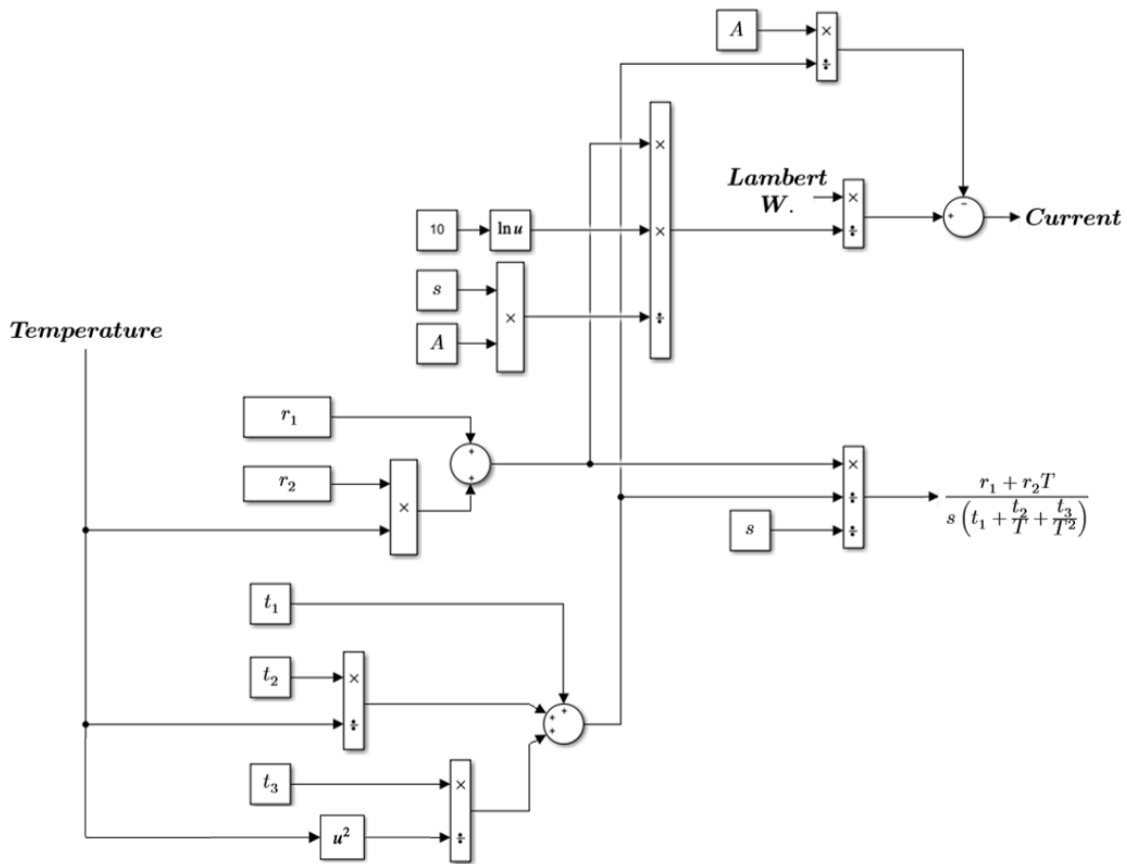 A
×
÷
×
Lambert
W.
×
÷
−
+
Current
10
ln u
×
s
×
A
÷
Temperature
r₁
+
+
r₂
×
×
÷
÷
s
(r₁ + r₂T) / (s (t₁ + t₂/T + t₃/T²))
t₁
t₂
×
÷
+
+
+
t₃
×
÷
u²